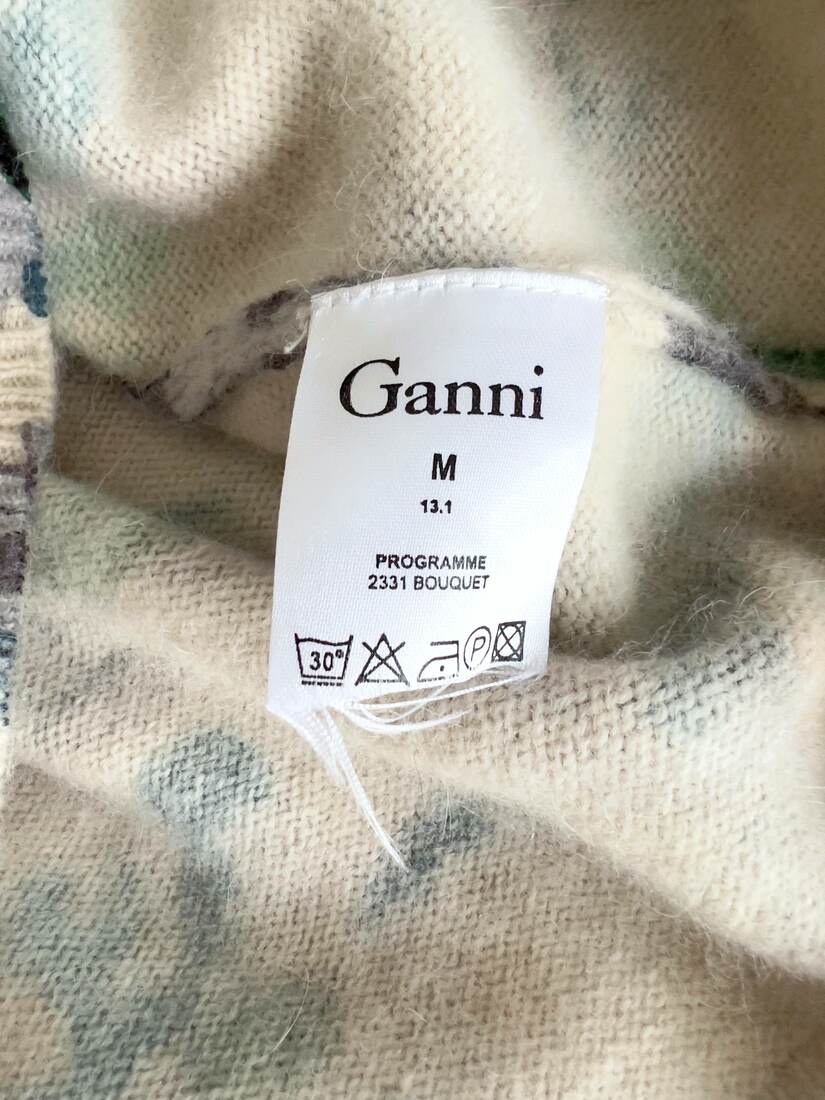 Ganni
M
13.1
PROGRAMME
2331 BOUQUET
30° P